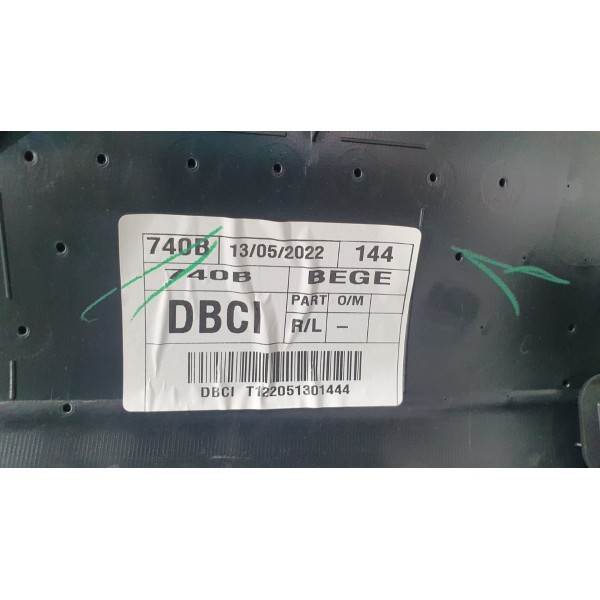 740B 13/05/2022 144
740B BEGE
DBCI PART O/M
R/L –
DBCI T122051301444